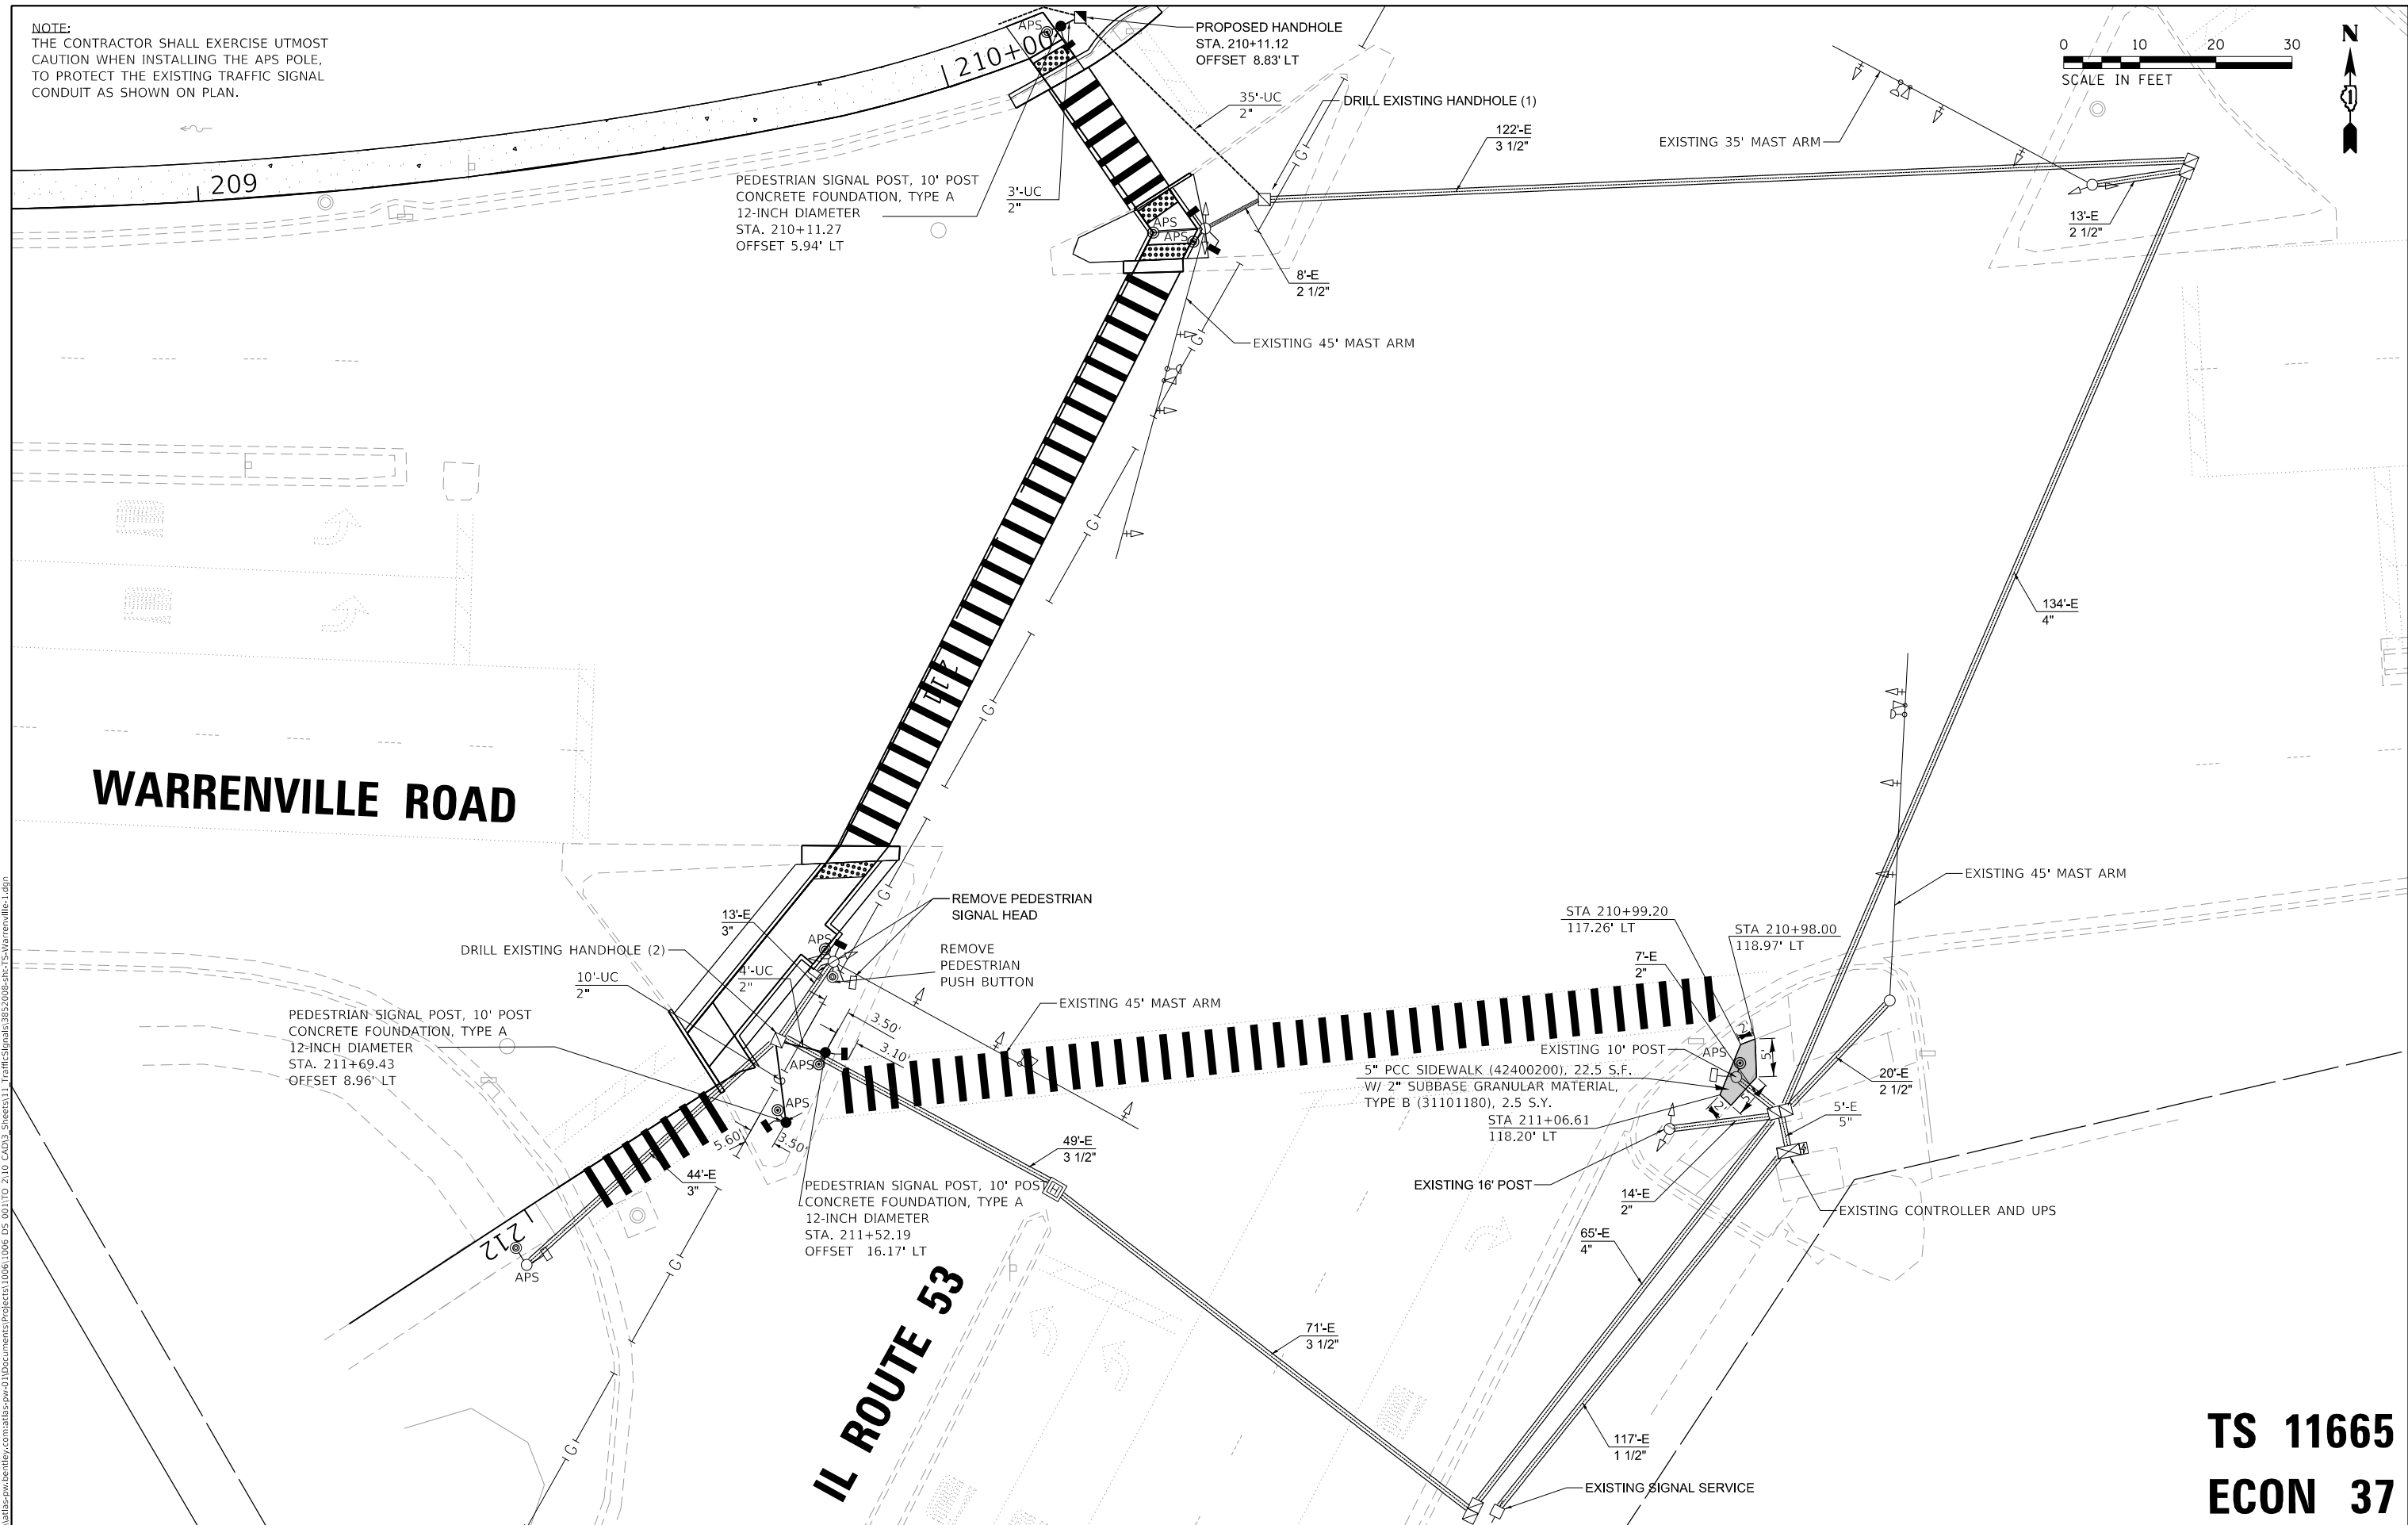 NOTE:
THE CONTRACTOR SHALL EXERCISE UTMOST
CAUTION WHEN INSTALLING THE APS POLE,
TO PROTECT THE EXISTING TRAFFIC SIGNAL
CONDUIT AS SHOWN ON PLAN.
209
210+00
APS
PROPOSED HANDHOLE
STA. 210+11.12
OFFSET 8.83' LT
35'-UC
2"
DRILL EXISTING HANDHOLE (1)
122'-E
3 1/2"
EXISTING 35' MAST ARM
0 10 20 30
SCALE IN FEET
N
PEDESTRIAN SIGNAL POST, 10' POST
CONCRETE FOUNDATION, TYPE A
12-INCH DIAMETER
STA. 210+11.27
OFFSET 5.94' LT
3'-UC
2"
G
APS
APS
13'-E
2 1/2"
8'-E
2 1/2"
G
EXISTING 45' MAST ARM
G
134'-E
4"
211
G
WARRENVILLE ROAD
EXISTING 45' MAST ARM
G
REMOVE PEDESTRIAN
SIGNAL HEAD
13'-E
3"
APS
DRILL EXISTING HANDHOLE (2)
REMOVE
PEDESTRIAN
PUSH BUTTON
10'-UC
2"
4'-UC
2"
EXISTING 45' MAST ARM
STA 210+99.20
117.26' LT
STA 210+98.00
118.97' LT
7'-E
2"
PEDESTRIAN SIGNAL POST, 10' POST
CONCRETE FOUNDATION, TYPE A
12-INCH DIAMETER
STA. 211+69.43
OFFSET 8.96' LT
3.50'
3.10'
APS
G
APS
5.60'
3.50'
2'
5'
EXISTING 10' POST
APS
5" PCC SIDEWALK (42400200), 22.5 S.F.
W/ 2" SUBBASE GRANULAR MATERIAL,
TYPE B (31101180), 2.5 S.Y.
2'
5'
20'-E
2 1/2"
5'-E
5"
STA 211+06.61
118.20' LT
44'-E
3"
49'-E
3 1/2"
H
PEDESTRIAN SIGNAL POST, 10' POST
CONCRETE FOUNDATION, TYPE A
12-INCH DIAMETER
STA. 211+52.19
OFFSET 16.17' LT
EXISTING 16' POST
14'-E
2"
EXISTING CONTROLLER AND UPS
212
APS
G
65'-E
4"
IL ROUTE 53
71'-E
3 1/2"
G
117'-E
1 1/2"
EXISTING SIGNAL SERVICE
TS 11665
ECON 37